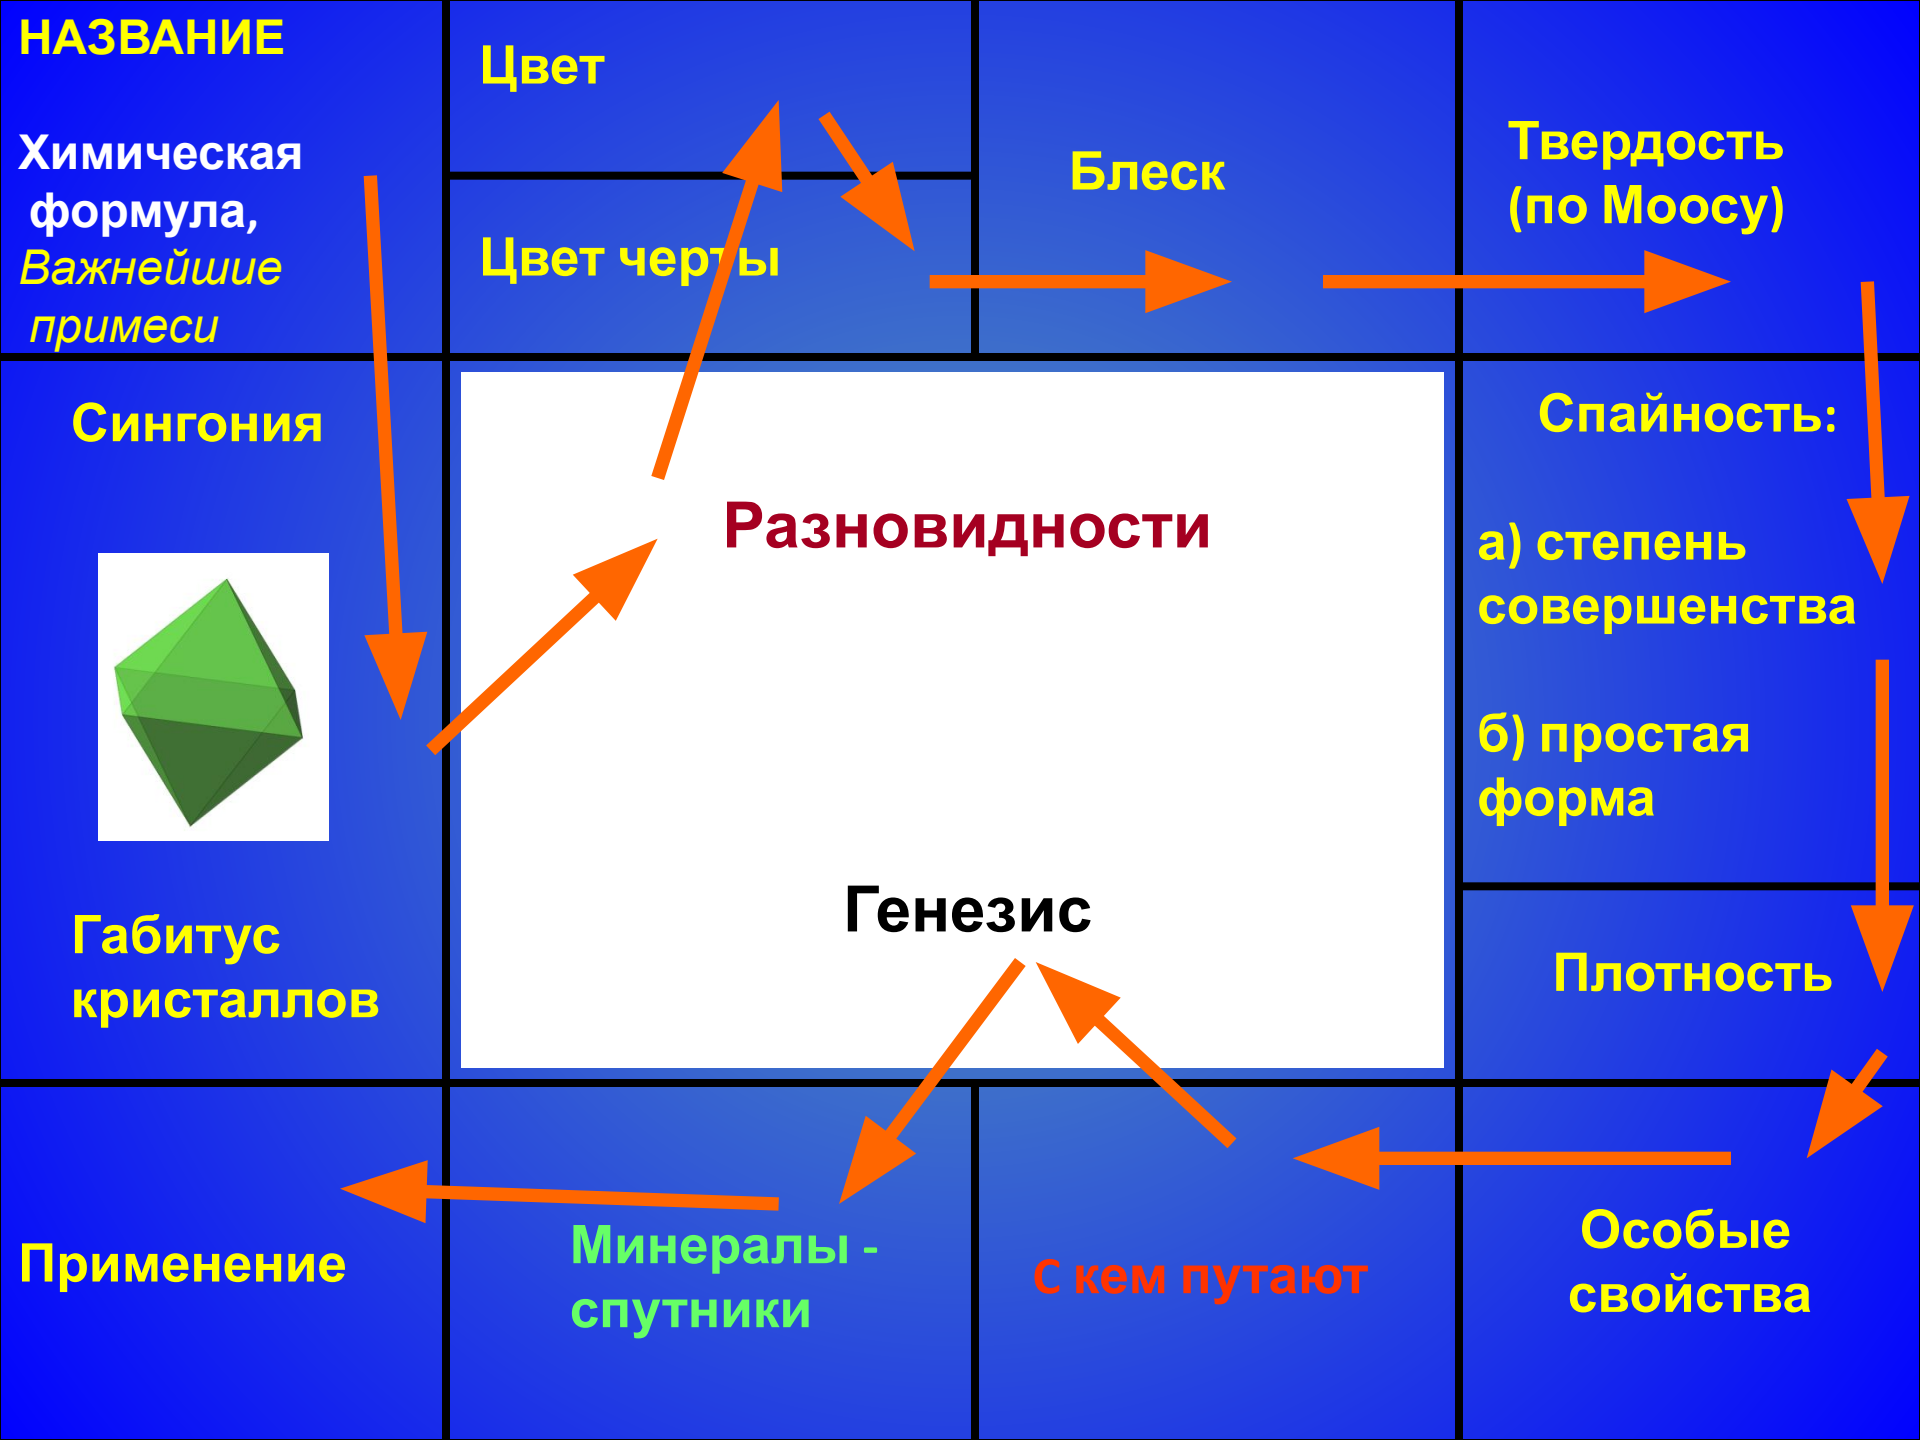 НАЗВАНИЕ
Химическая
формула,
Важнейшие
примеси
Цвет
Цвет черты
Блеск
Твердость
(по Моосу)
Сингония
Габитус
кристаллов
Разновидности
Генезис
Спайность:
а) степень
совершенства
б) простая
форма
Плотность
Применение
Минералы -
спутники
С кем путают
Особые
свойства